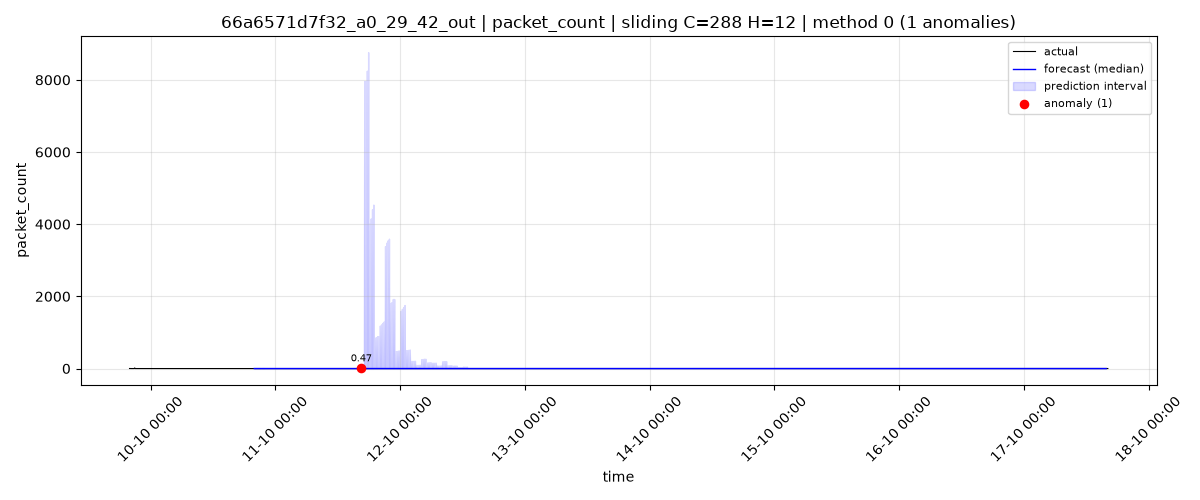 66a6571d7f32_a0_29_42_out | packet_count | sliding C=288 H=12 | method 0 (1 anomalies)
actual
forecast (median)
prediction interval
anomaly (1)
packet_count
8000
6000
4000
2000
0
0.47
10-10 00:00
11-10 00:00
12-10 00:00
13-10 00:00
14-10 00:00
15-10 00:00
16-10 00:00
17-10 00:00
18-10 00:00
time